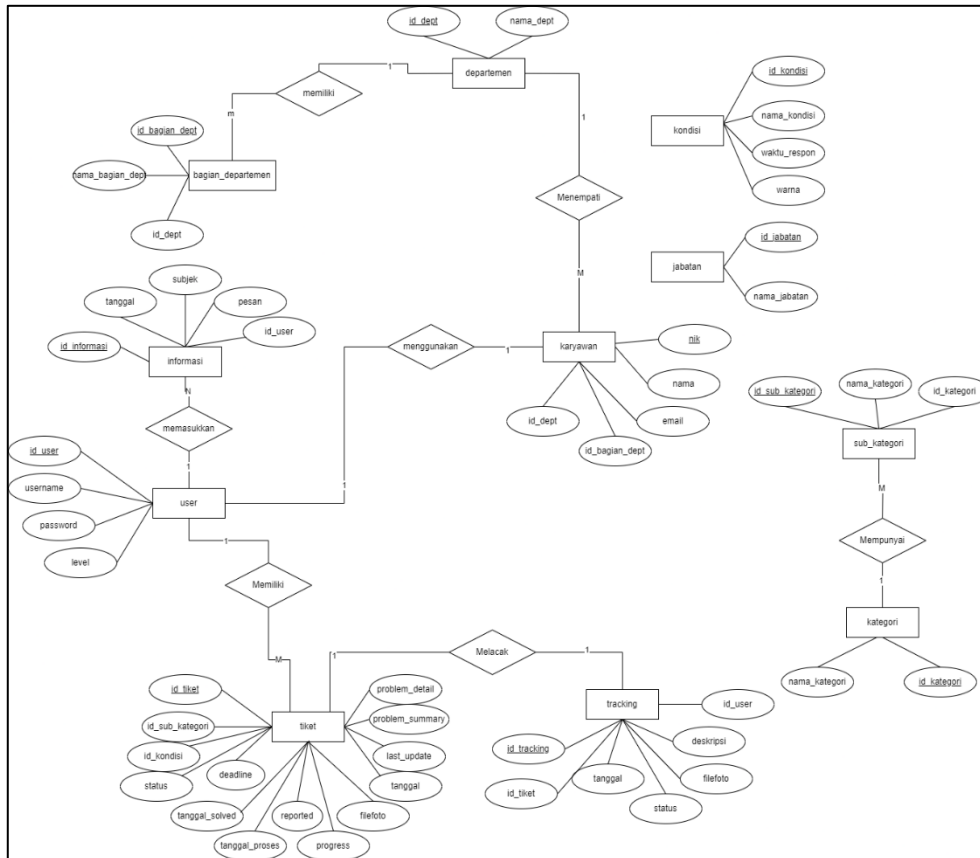 id_dept
nama_dept
departemen
1
memiliki
m
1
id_kondisi
nama_kondisi
kondisi
waktu_respon
warna
id_bagian_dept
nama_bagian_dept
bagian_departemen
id_dept
Menempati
M
id_jabatan
jabatan
nama_jabatan
subjek
tanggal
pesan
id_user
id_informasi
informasi
menggunakan
1
karyawan
nik
nama
email
id_dept
id_bagian_dept
N
memasukkan
1
id_user
username
user
password
level
1
1
Memiliki
M
id_sub_kategori
nama_kategori
id_kategori
sub_kategori
M
Mempunyai
1
kategori
nama_kategori
id_kategori
1
Melacak
1
id_tiket
problem_detail
id_sub_kategori
tiket
problem_summary
id_kondisi
last_update
status
deadline
tanggal
tanggal_solved
reported
filefoto
tanggal_proses
progress
tracking
id_user
id_tracking
deskripsi
id_tiket
tanggal
filefoto
status